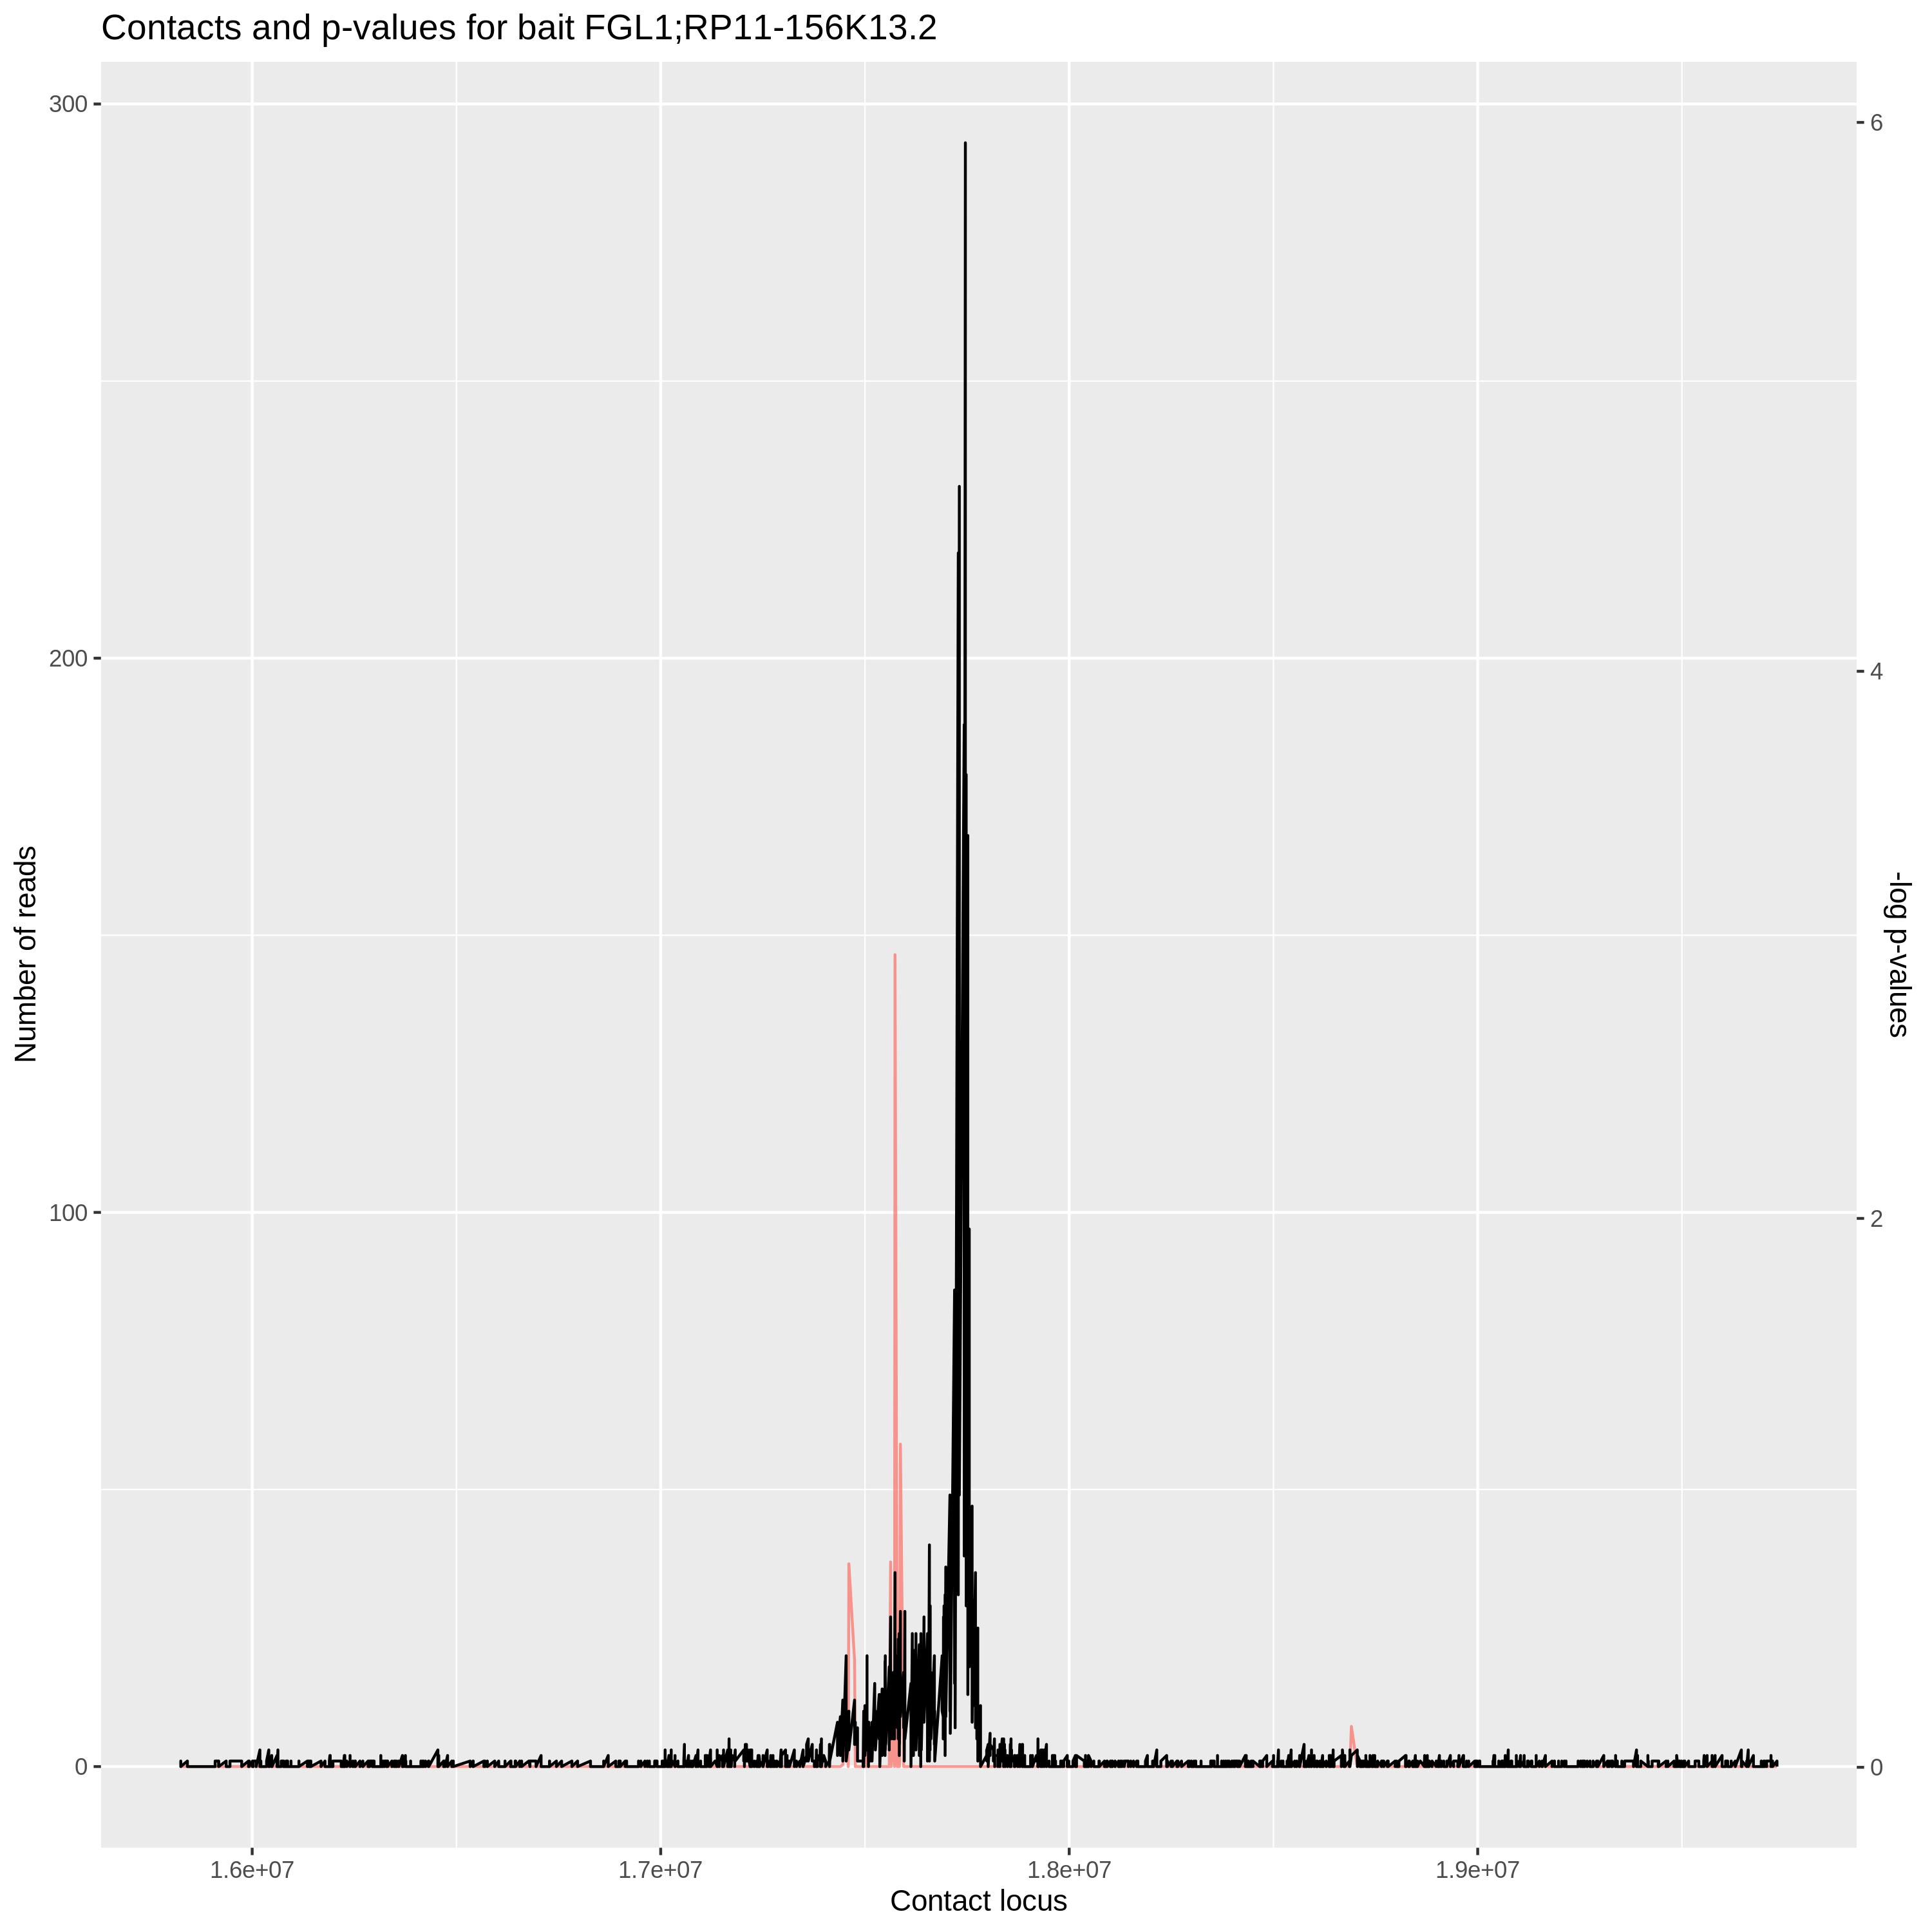 Contacts and p-values for bait FGL1;RP11-156K13.2
300
200
100
0
6
4
2
0
Number of reads
-log p-values
1.6e+07
1.7e+07
1.8e+07
1.9e+07
Contact locus